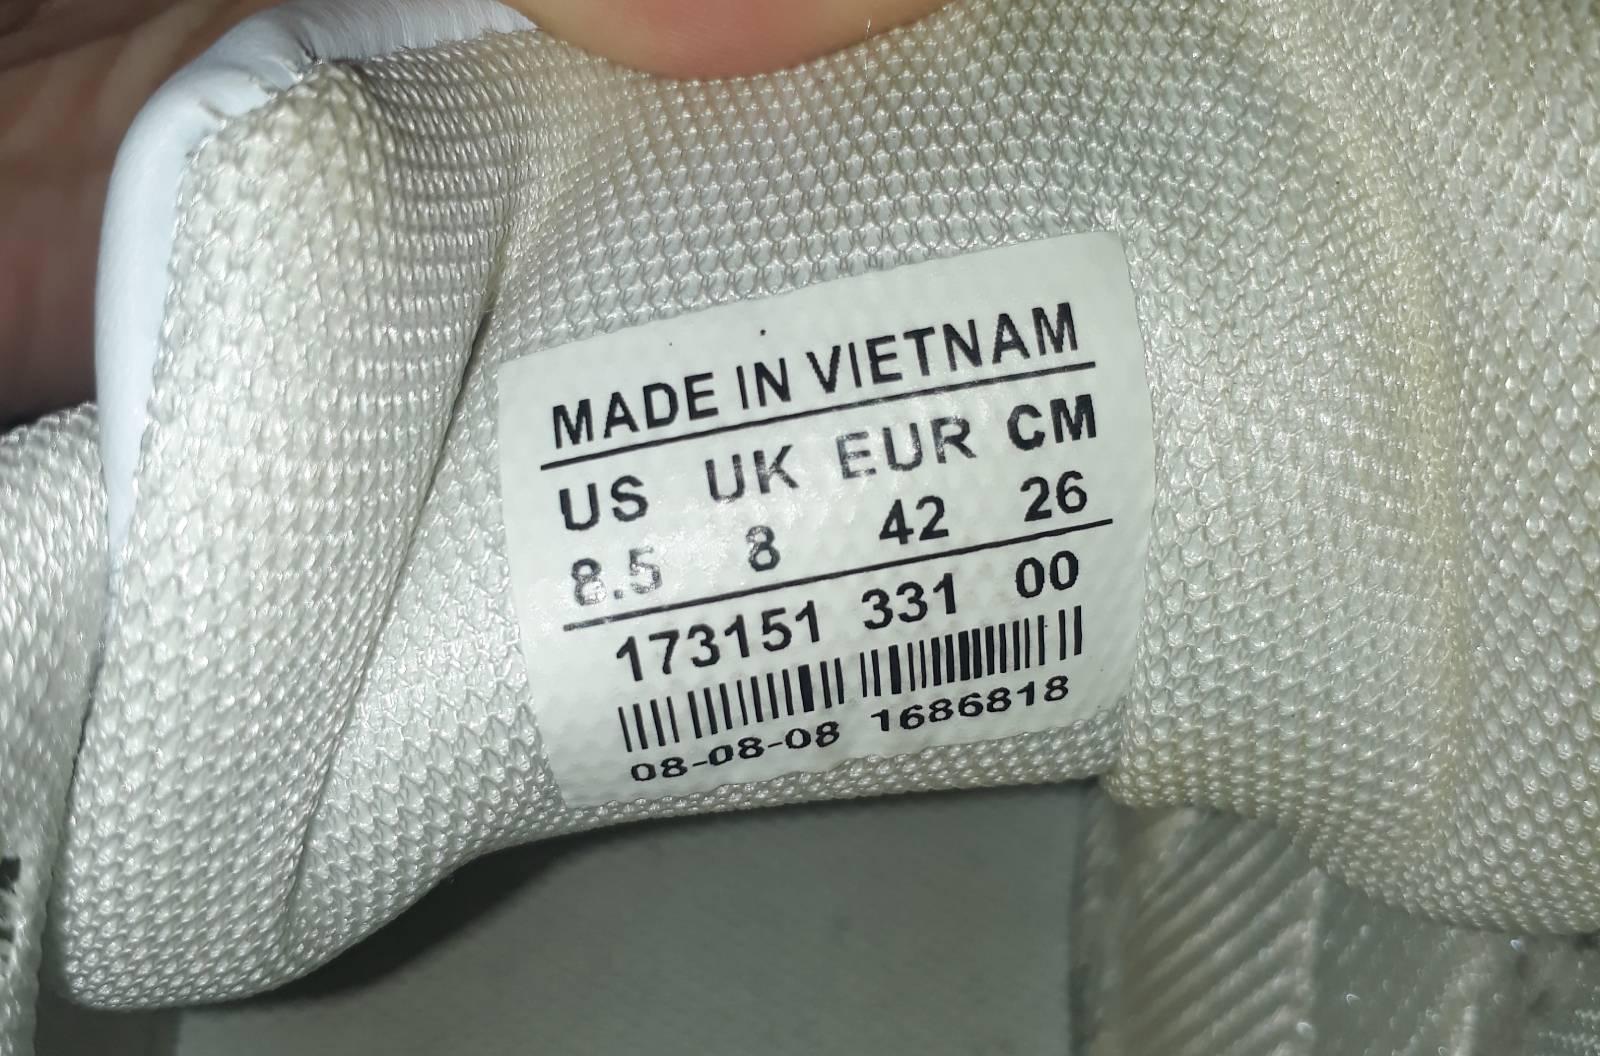 MADE IN VIETNAM
US UK EUR CM
8.5 8 42 26
173151 331 00
08-08-08 1686818